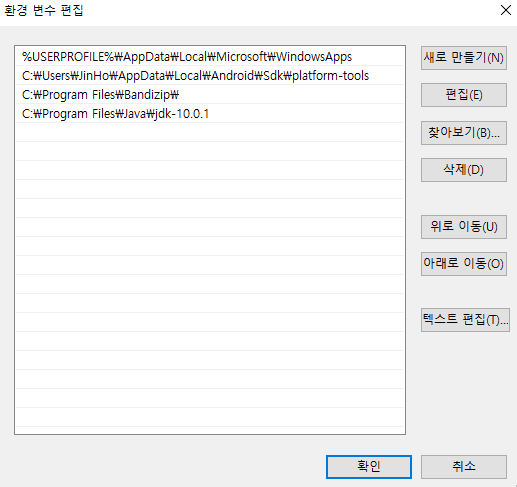 환경 변수 편집
%USERPROFILE%₩AppData₩Local₩Microsoft₩WindowsApps
C:₩Users₩JinHo₩AppData₩Local₩Android₩Sdk₩platform-tools
C:₩Program Files₩Bandizip₩
C:₩Program Files₩Java₩jdk-10.0.1
새로 만들기(N)
편집(E)
찾아보기(B)...
삭제(D)
위로 이동(U)
아래로 이동(O)
텍스트 편집(T)...
확인
취소